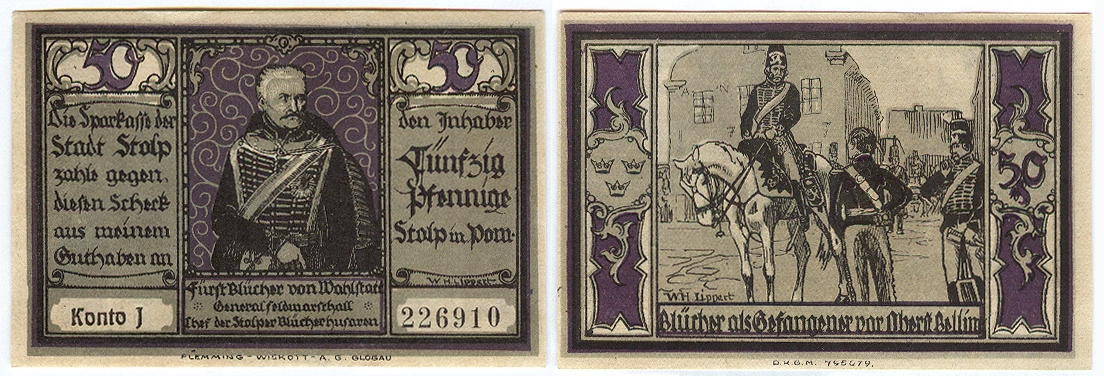 50
Die Sparkasse der
Stadt Stolp
zahle gegen.
diesen Scheck
aus meinem
Guthaben an
Konto J
Fürst Blücher von Wahlstatt
Generalfeldmarschall
Chef der Stolper Blücherhusaren
50
den Inhaber
Fünfzig
Pfennige
Stolp in Pom.
W.H. Lippert
226910
FLEMMING-WISKOTT-A.G. GLOGAU
50
W.H Lippert
Blücher als Gefangener vor Oberst Belling
D.R.G.M. 795679.